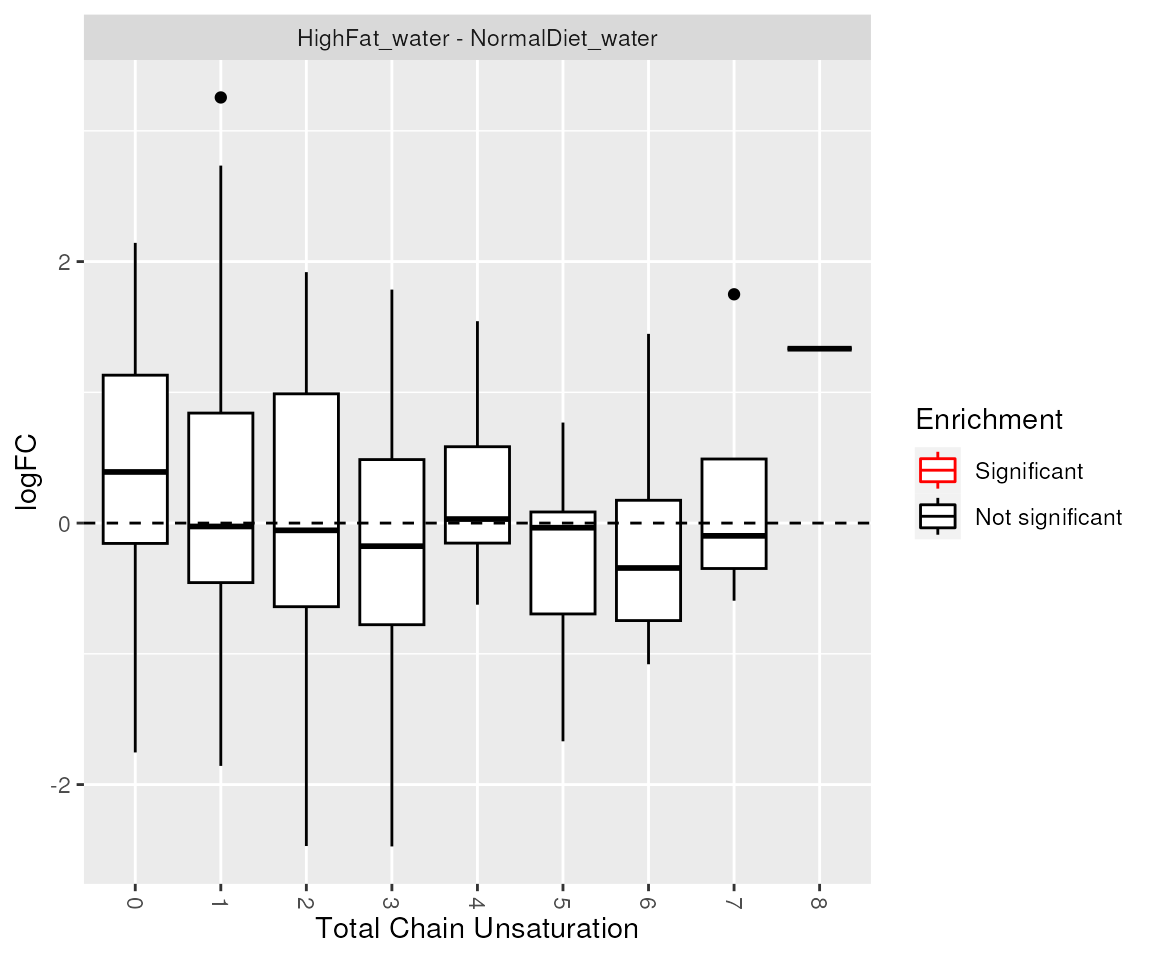 HighFat_water - NormalDiet_water
logFC
2
0
-2
0
1
2
3
4
5
6
7
8
Total Chain Unsaturation
Enrichment
Significant
Not significant